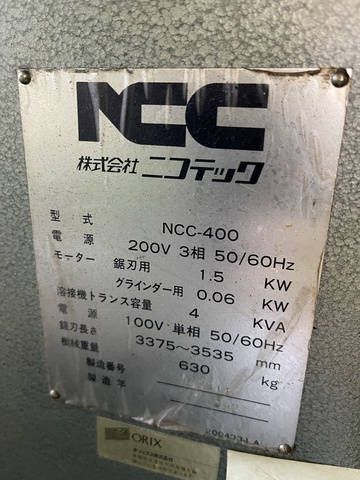 NCC
株式会社 ニコテック
型式 NCC-400
電源 200V 3相 50/60Hz
モーター 鋸刃用 1.5 KW
グラインダー用 0.06 KW
溶接機トランス容量 4 KVA
電源 100V 単相 50/60Hz
鋸刃長さ 3375～3535 mm
機械重量 630 kg
製造番号
製造年
ORIX